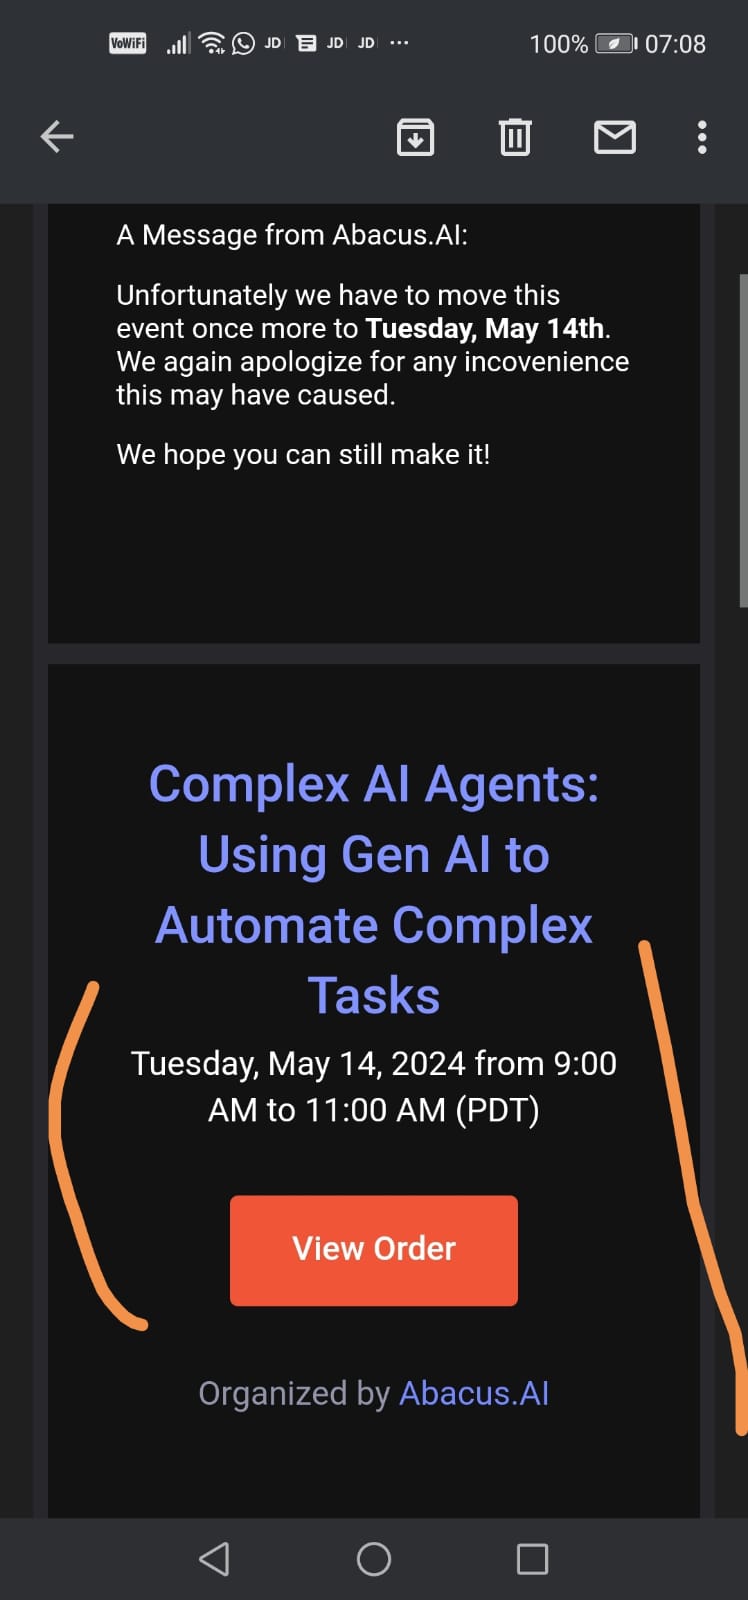 VoWiFi JD JD JD ... 100% 07:08
A Message from Abacus.AI:
Unfortunately we have to move this
event once more to Tuesday, May 14th.
We again apologize for any incovenience
this may have caused.
We hope you can still make it!
Complex AI Agents:
Using Gen AI to
Automate Complex
Tasks
Tuesday, May 14, 2024 from 9:00
AM to 11:00 AM (PDT)
View Order
Organized by Abacus.AI